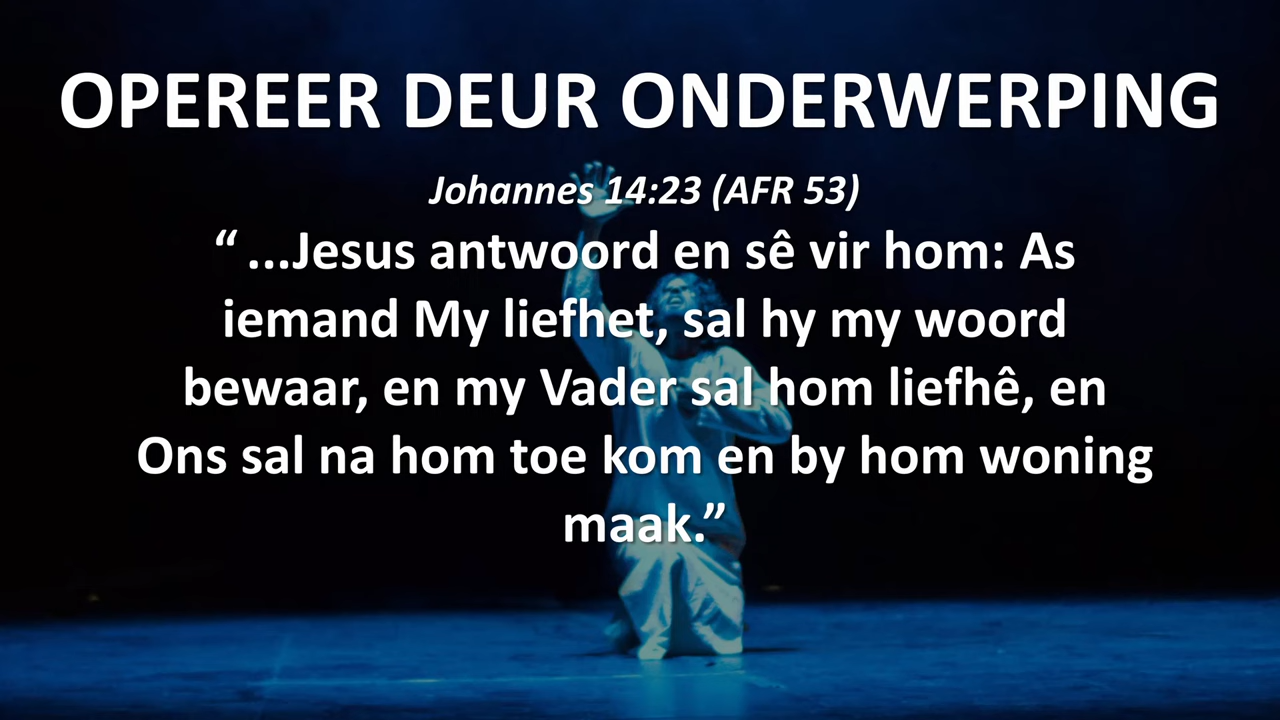 OPEREER DEUR ONDERWERPING
Johannes 14:23 (AFR 53)
“ ...Jesus antwoord en sê vir hom: As
iemand My liefhet, sal hy my woord
bewaar, en my Vader sal hom liefhê, en
Ons sal na hom toe kom en by hom woning
maak.”